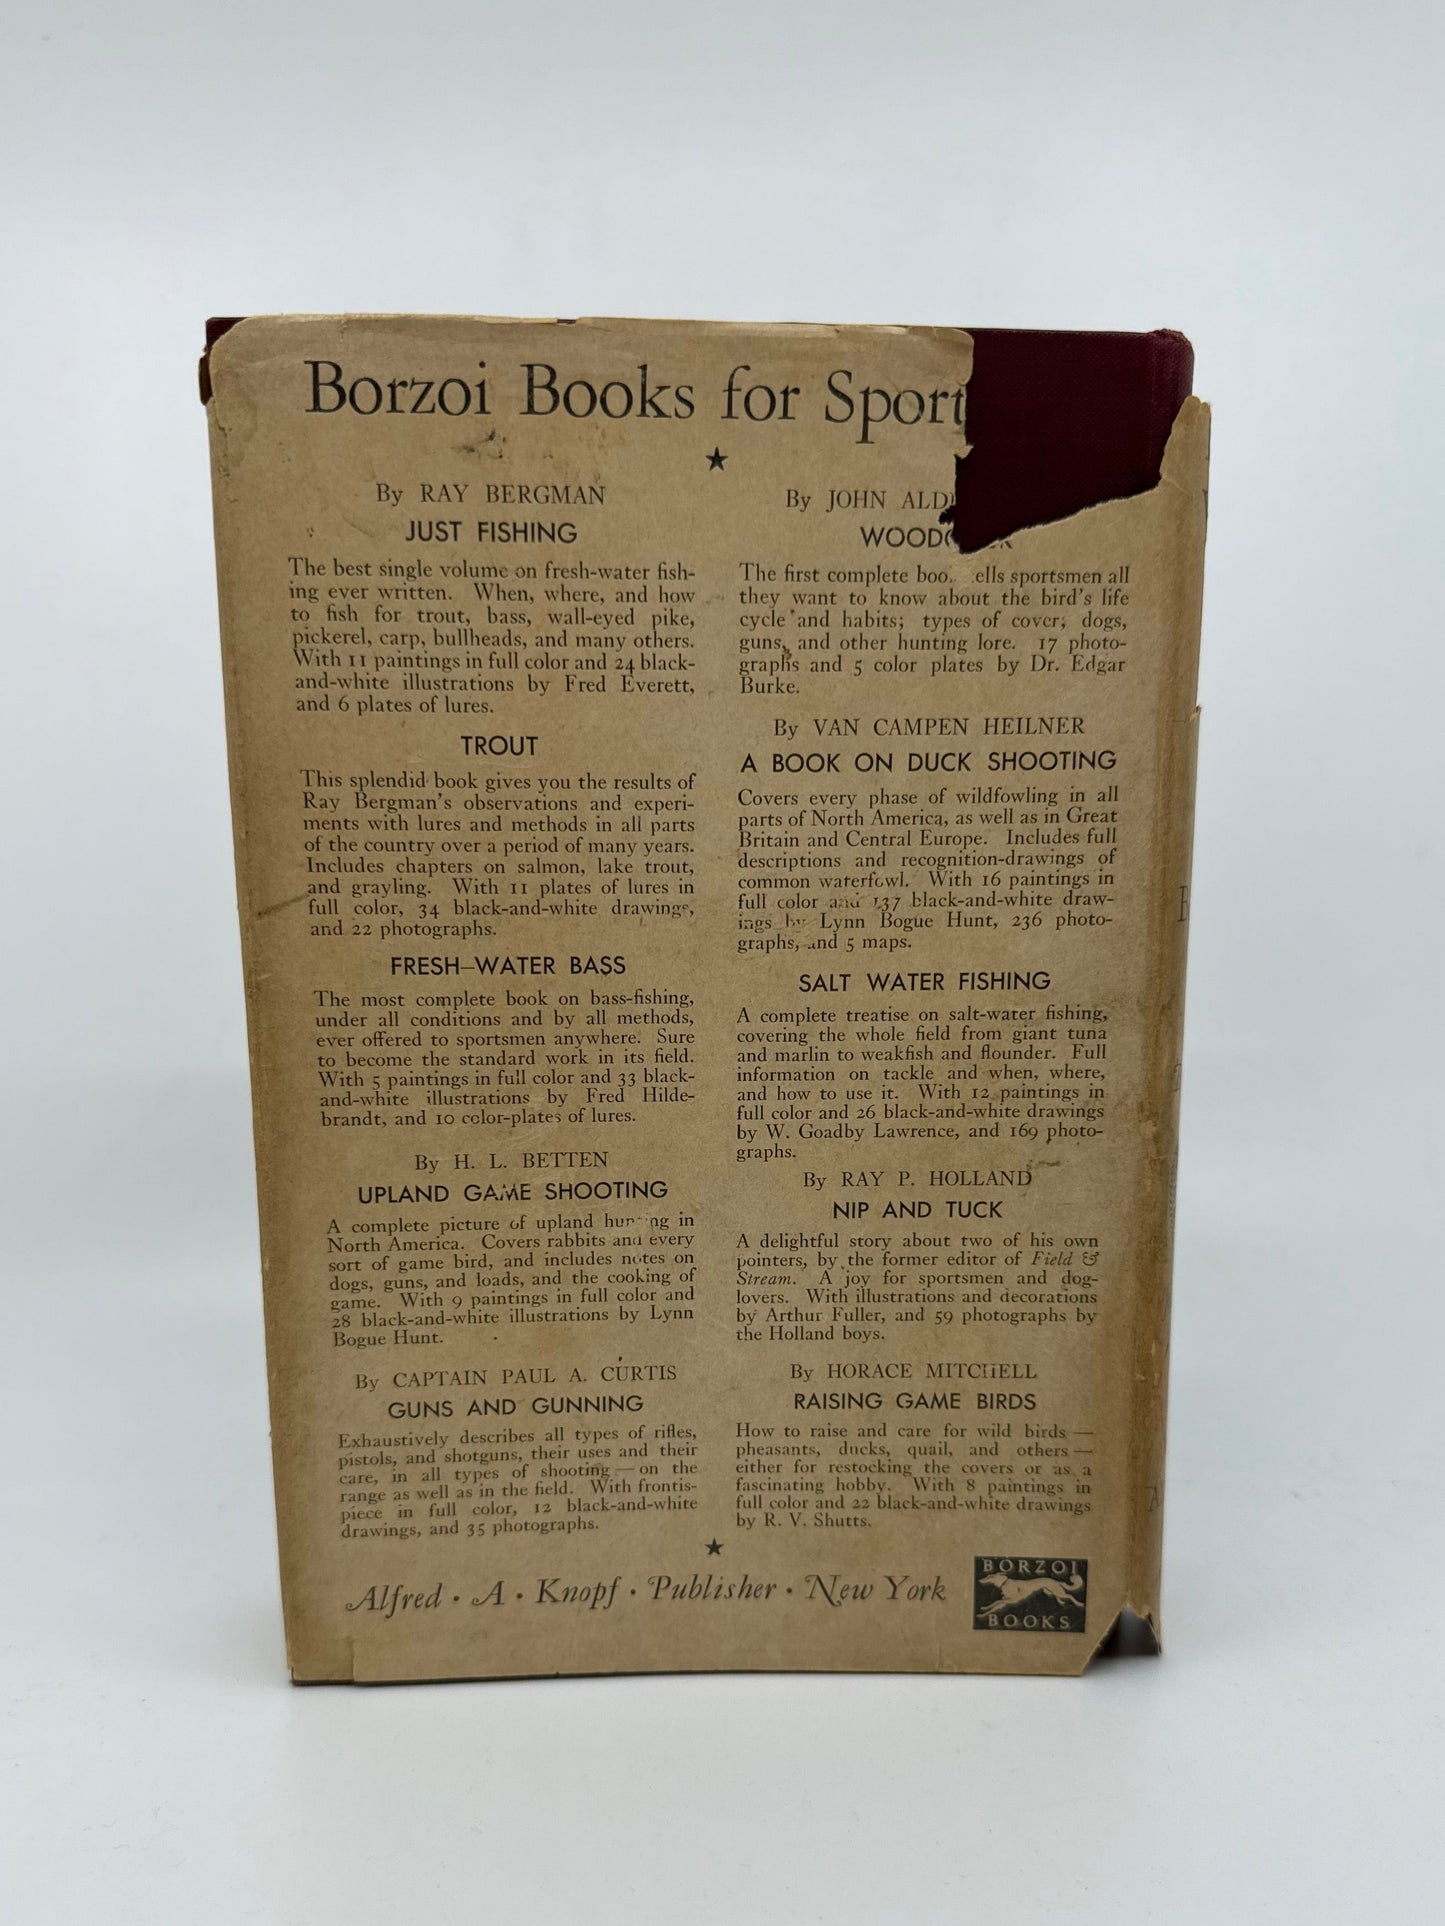 Borzoi Books for Sport
★
By RAY BERGMAN
JUST FISHING
The best single volume on fresh-water fish-
ing ever written. When, where, and how
to fish for trout, bass, wall-eyed pike,
pickerel, carp, bullheads, and many others.
With 11 paintings in full color and 24 black-
and-white illustrations by Fred Everett,
and 6 plates of lures.
TROUT
This splendid book gives you the results of
Ray Bergman's observations and experi-
ments with lures and methods in all parts
of the country over a period of many years.
Includes chapters on salmon, lake trout,
and grayling. With 11 plates of lures in
full color, 34 black-and-white drawings,
and 22 photographs.
FRESH-WATER BASS
The most complete book on bass-fishing,
under all conditions and by all methods,
ever offered to sportsmen anywhere. Sure
to become the standard work in its field.
With 5 paintings in full color and 33 black-
and-white illustrations by Fred Hilde-
brandt, and 10 color-plates of lures.
By H. L. BETTEN
UPLAND GAME SHOOTING
A complete picture of upland hunting in
North America. Covers rabbits and every
sort of game bird, and includes notes on
dogs, guns, and loads, and the cooking of
game. With 9 paintings in full color and
28 black-and-white illustrations by Lynn
Bogue Hunt.
By CAPTAIN PAUL A. CURTIS
GUNS AND GUNNING
Exhaustively describes all types of rifles,
pistols, and shotguns, their uses and their
care, in all types of shooting — on the
range as well as in the field. With frontis-
piece in full color, 12 black-and-white
drawings, and 35 photographs.
By JOHN ALD
WOODC
The first complete boo ells sportsmen all
they want to know about the bird's life
cycle and habits; types of cover; dogs,
guns, and other hunting lore. 17 photo-
graphs and 5 color plates by Dr. Edgar
Burke.
By VAN CAMPEN HEILNER
A BOOK ON DUCK SHOOTING
Covers every phase of wildfowling in all
parts of North America, as well as in Great
Britain and Central Europe. Includes full
descriptions and recognition-drawings of
common waterfowl. With 16 paintings in
full color and 137 black-and-white draw-
ings by Lynn Bogue Hunt, 236 photo-
graphs, and 5 maps.
SALT WATER FISHING
A complete treatise on salt-water fishing,
covering the whole field from giant tuna
and marlin to weakfish and flounder. Full
information on tackle and when, where,
and how to use it. With 12 paintings in
full color and 26 black-and-white drawings
by W. Goadby Lawrence, and 169 photo-
graphs.
By RAY P. HOLLAND
NIP AND TUCK
A delightful story about two of his own
pointers, by the former editor of Field &
Stream. A joy for sportsmen and dog-
lovers. With illustrations and decorations
by Arthur Fuller, and 59 photographs by
the Holland boys.
By HORACE MITCHELL
RAISING GAME BIRDS
How to raise and care for wild birds —
pheasants, ducks, quail, and others —
either for restocking the covers or as a
fascinating hobby. With 8 paintings in
full color and 22 black-and-white drawings
by R. V. Shutts.
★
Alfred · A · Knopf · Publisher · New York
BORZOI
BOOKS